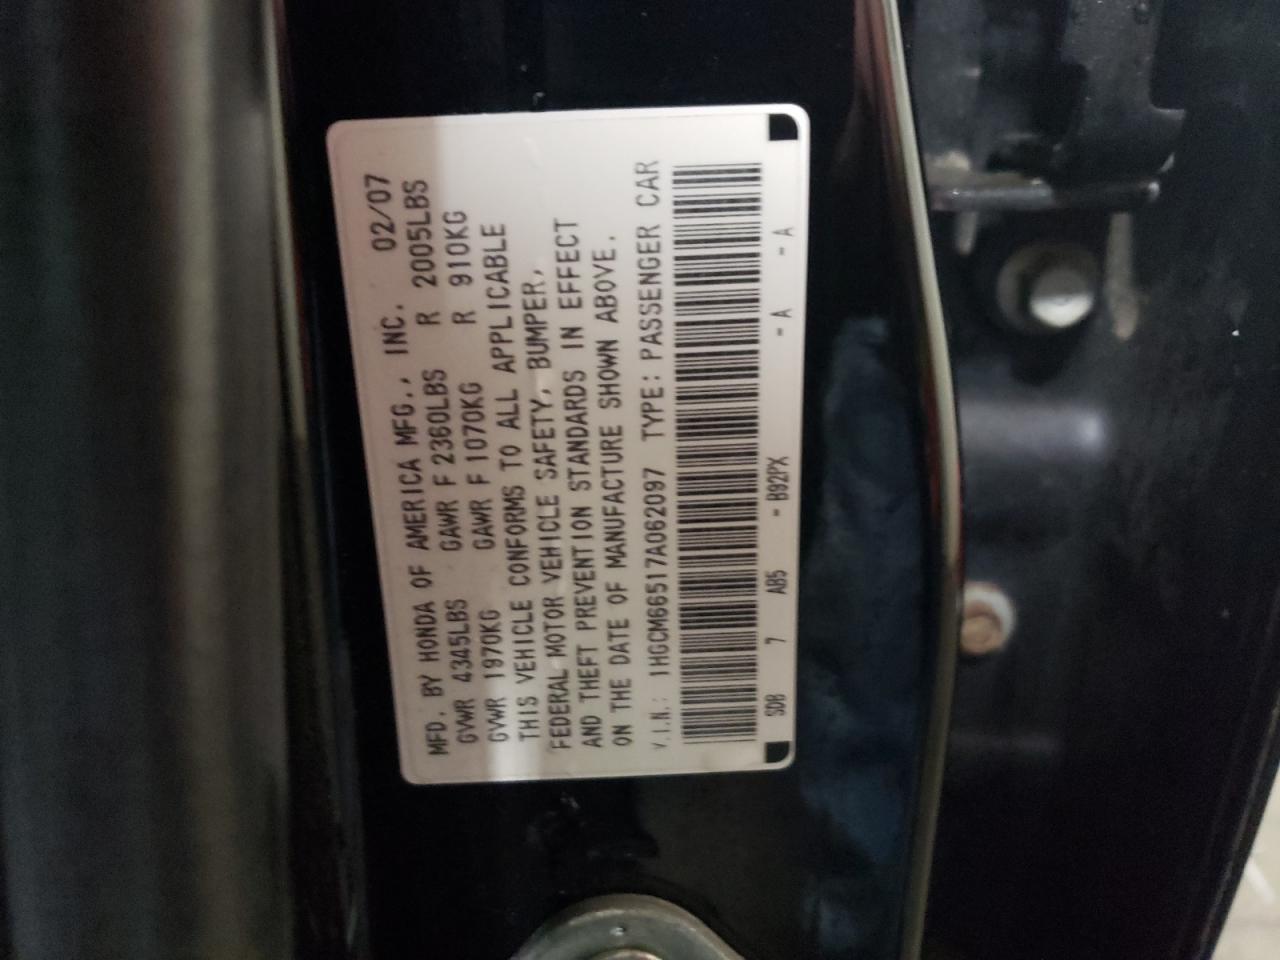 MFD. BY HONDA OF AMERICA MFG., INC. 02/07
GVWR 4345LBS GAWR F 2360LBS R 2005LBS
GVWR 1970KG GAWR F 1070KG R 910KG
THIS VEHICLE CONFORMS TO ALL APPLICABLE
FEDERAL MOTOR VEHICLE SAFETY, BUMPER,
AND THEFT PREVENTION STANDARDS IN EFFECT
ON THE DATE OF MANUFACTURE SHOWN ABOVE.
V.I.N.: 1HGCM66517A062097 TYPE: PASSENGER CAR
SDB 7 AB5 - B92PX - A - A